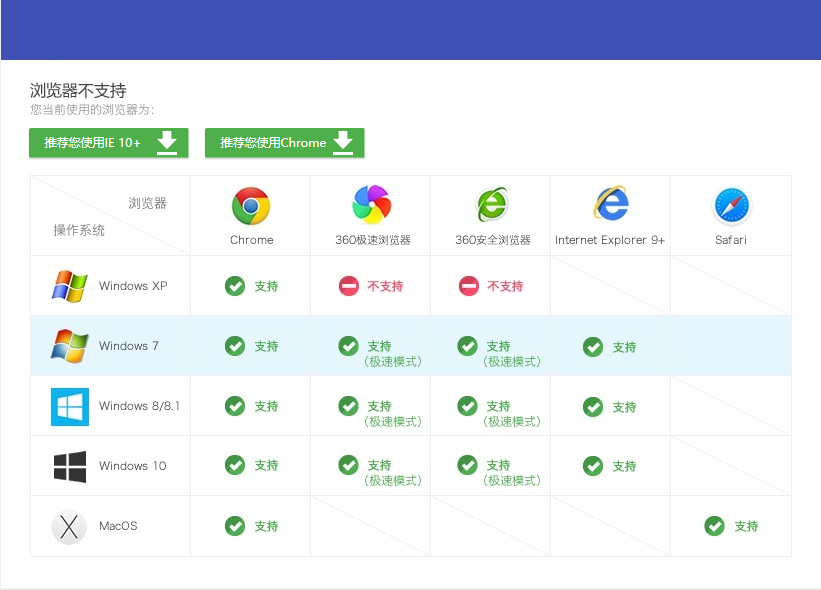 浏览器不支持
您当前使用的浏览器为：
推荐您使用IE 10+
推荐您使用Chrome
浏览器
操作系统
Chrome
360极速浏览器
360安全浏览器
Internet Explorer 9+
Safari
Windows XP
支持
不支持
不支持
Windows 7
支持
支持
(极速模式)
支持
(极速模式)
支持
Windows 8/8.1
支持
支持
(极速模式)
支持
(极速模式)
支持
Windows 10
支持
支持
(极速模式)
支持
(极速模式)
支持
MacOS
支持
支持